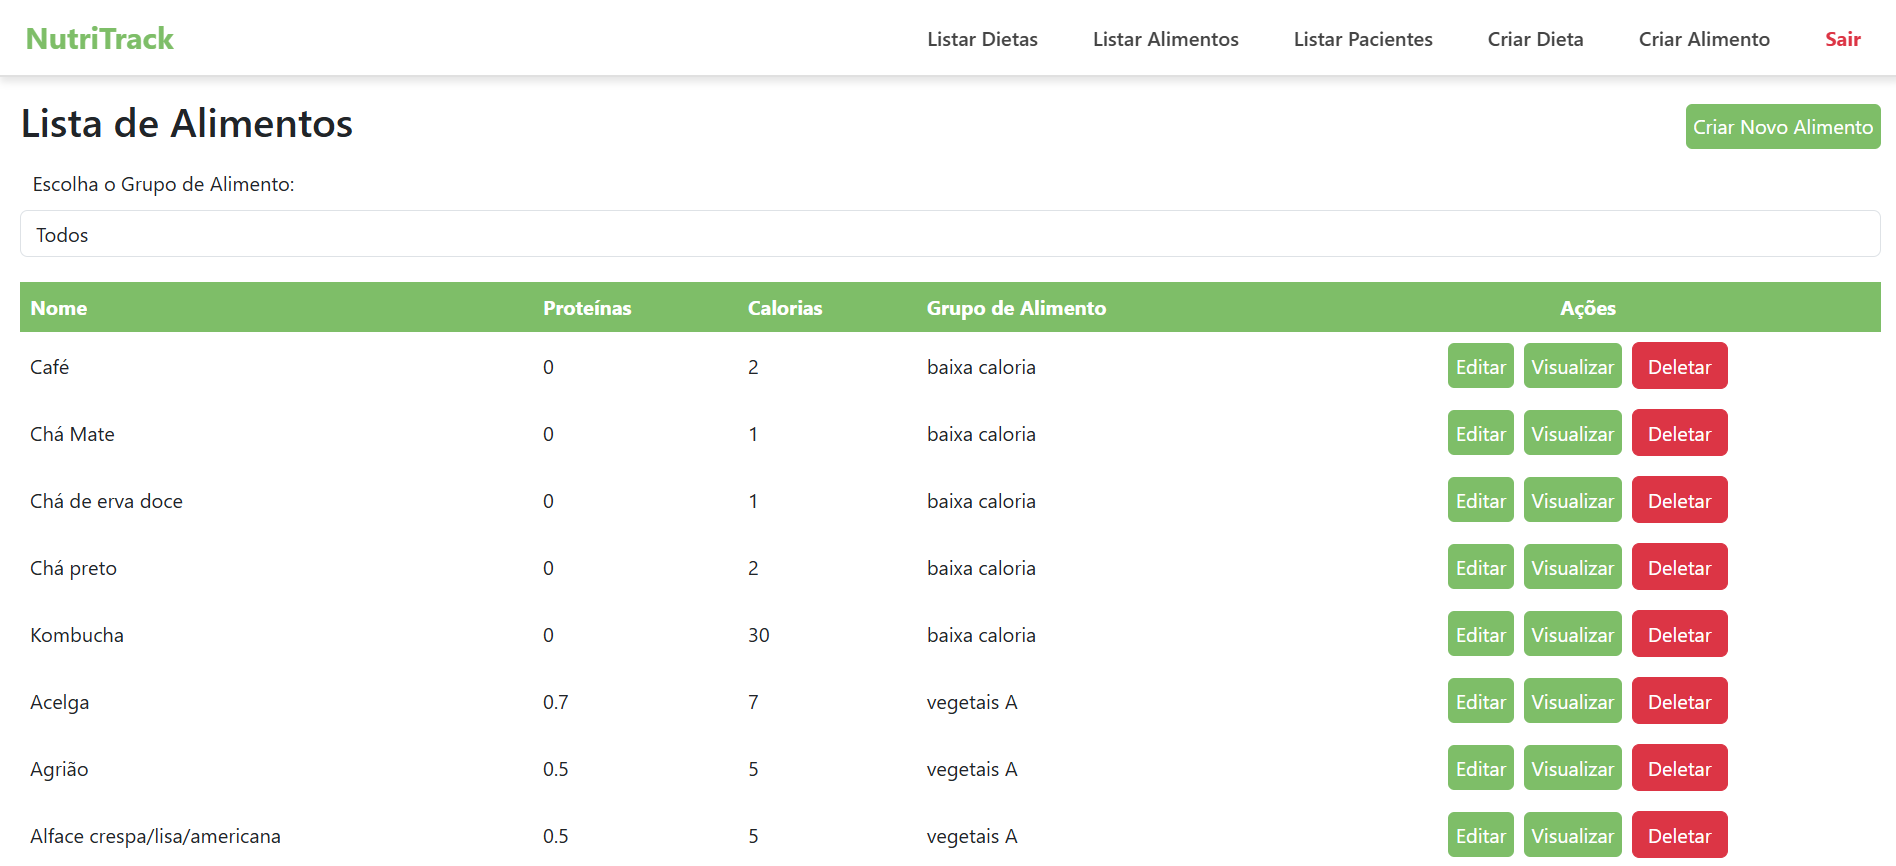 NutriTrack Listar Dietas Listar Alimentos Listar Pacientes Criar Dieta Criar Alimento Sair
Lista de Alimentos Criar Novo Alimento
Escolha o Grupo de Alimento:
Todos
Nome Proteínas Calorias Grupo de Alimento Ações
Café 0 2 baixa caloria Editar Visualizar Deletar
Chá Mate 0 1 baixa caloria Editar Visualizar Deletar
Chá de erva doce 0 1 baixa caloria Editar Visualizar Deletar
Chá preto 0 2 baixa caloria Editar Visualizar Deletar
Kombucha 0 30 baixa caloria Editar Visualizar Deletar
Acelga 0.7 7 vegetais A Editar Visualizar Deletar
Agrião 0.5 5 vegetais A Editar Visualizar Deletar
Alface crespa/lisa/americana 0.5 5 vegetais A Editar Visualizar Deletar